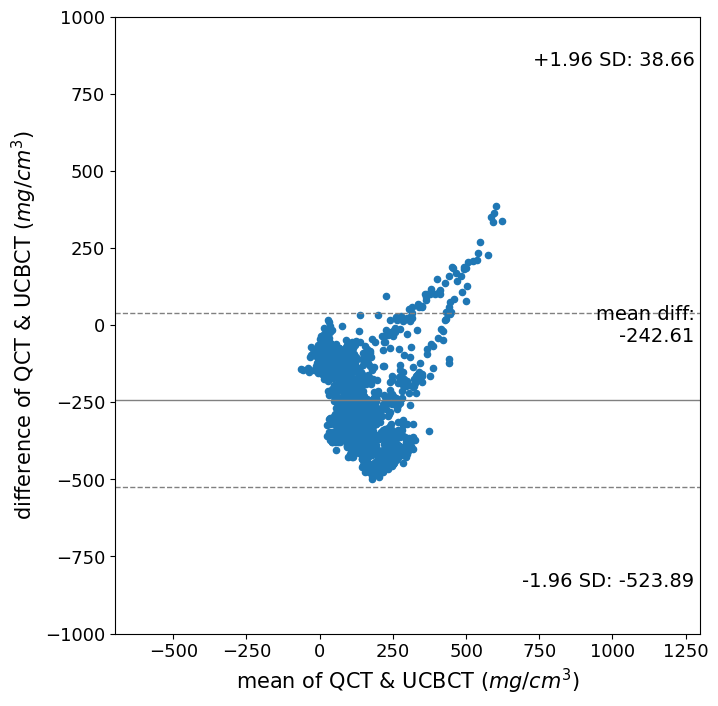 1000
+1.96 SD: 38.66
750
500
250
mean diff:
0
-242.61
−250
−500
−750
-1.96 SD: -523.89
−1000
−500 −250 0 250 500 750 1000 1250
difference of QCT & UCBCT (mg/cm³)
mean of QCT & UCBCT (mg/cm³)